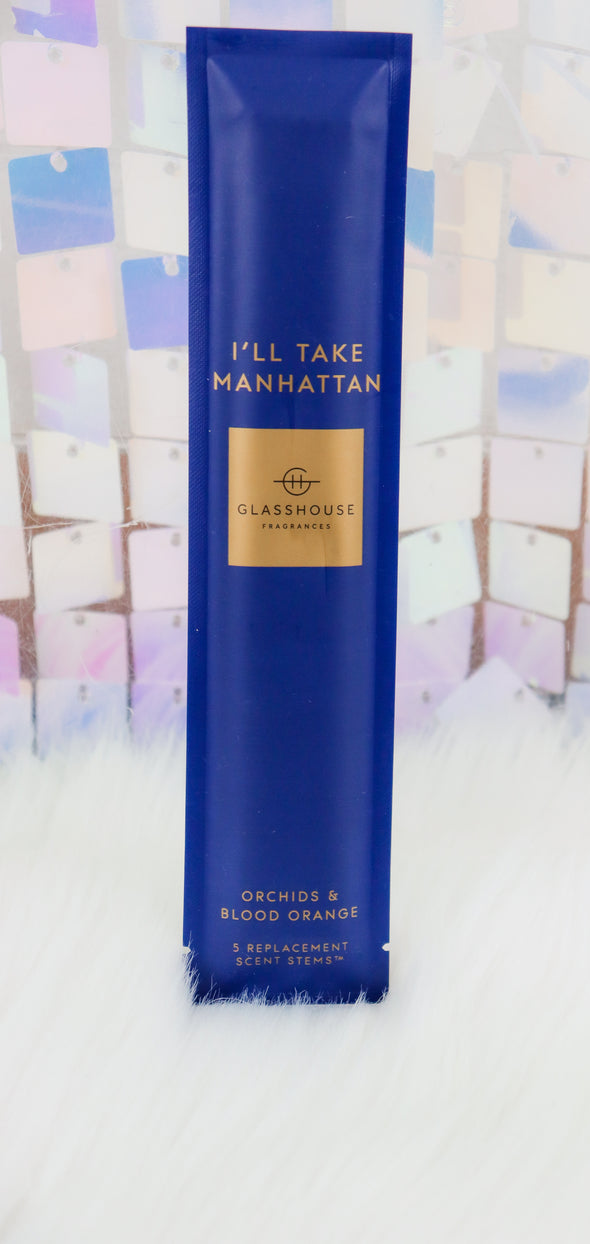 I'LL TAKE
MANHATTAN
GLASSHOUSE
FRAGRANCES
ORCHIDS &
BLOOD ORANGE
5 REPLACEMENT
SCENT STEMS™